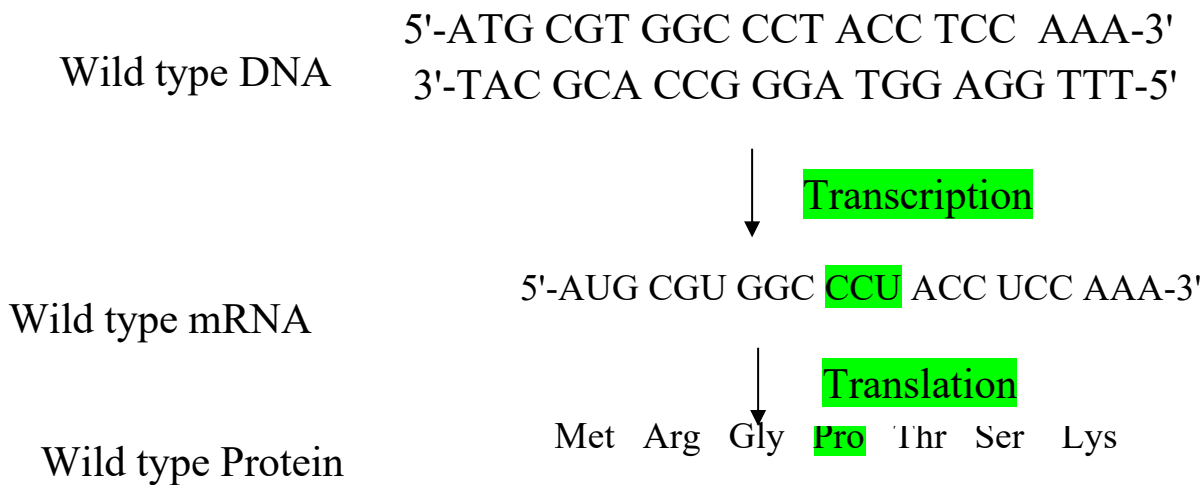 5'-ATG CGT GGC CCT ACC TCC AAA-3'
Wild type DNA
3'-TAC GCA CCG GGA TGG AGG TTT-5'
Transcription
5'-AUG CGU GGC CCU ACC UCC AAA-3'
Wild type mRNA
Translation
Met Arg Gly Pro Thr Ser Lys
Wild type Protein